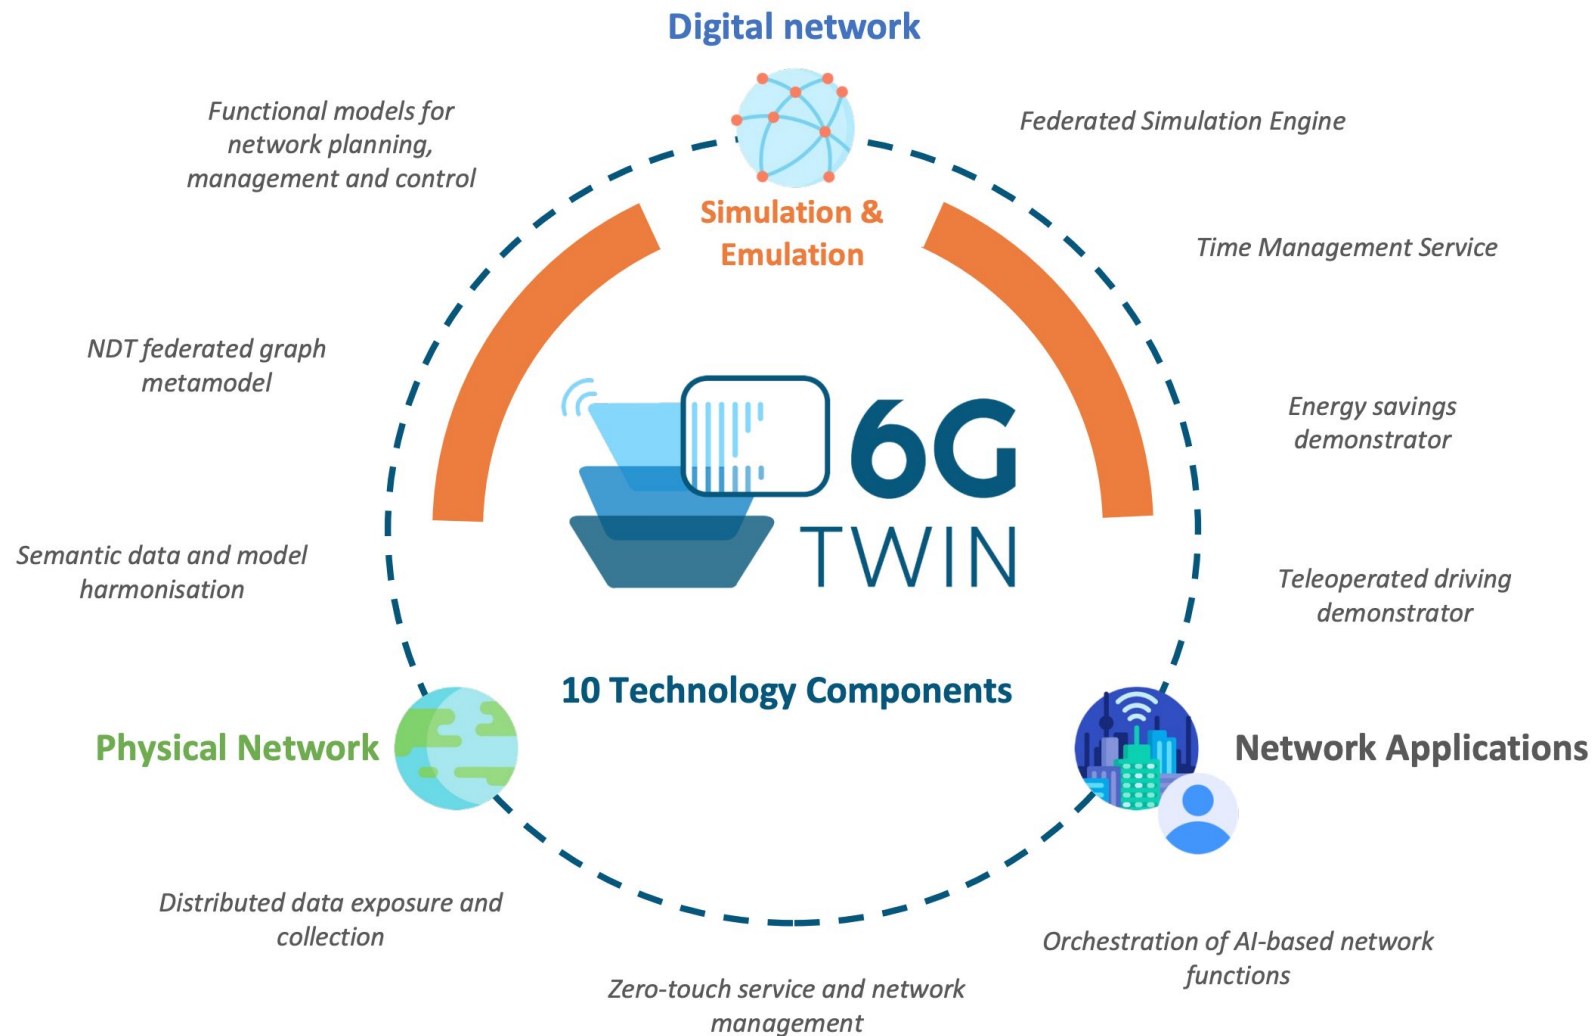 Digital network
Functional models for
network planning,
management and control
Federated Simulation Engine
Simulation &
Emulation
Time Management Service
NDT federated graph
metamodel
Energy savings
demonstrator
6G
TWIN
Semantic data and model
harmonisation
Teleoperated driving
demonstrator
10 Technology Components
Physical Network
Network Applications
Distributed data exposure and
collection
Orchestration of AI-based network
functions
Zero-touch service and network
management